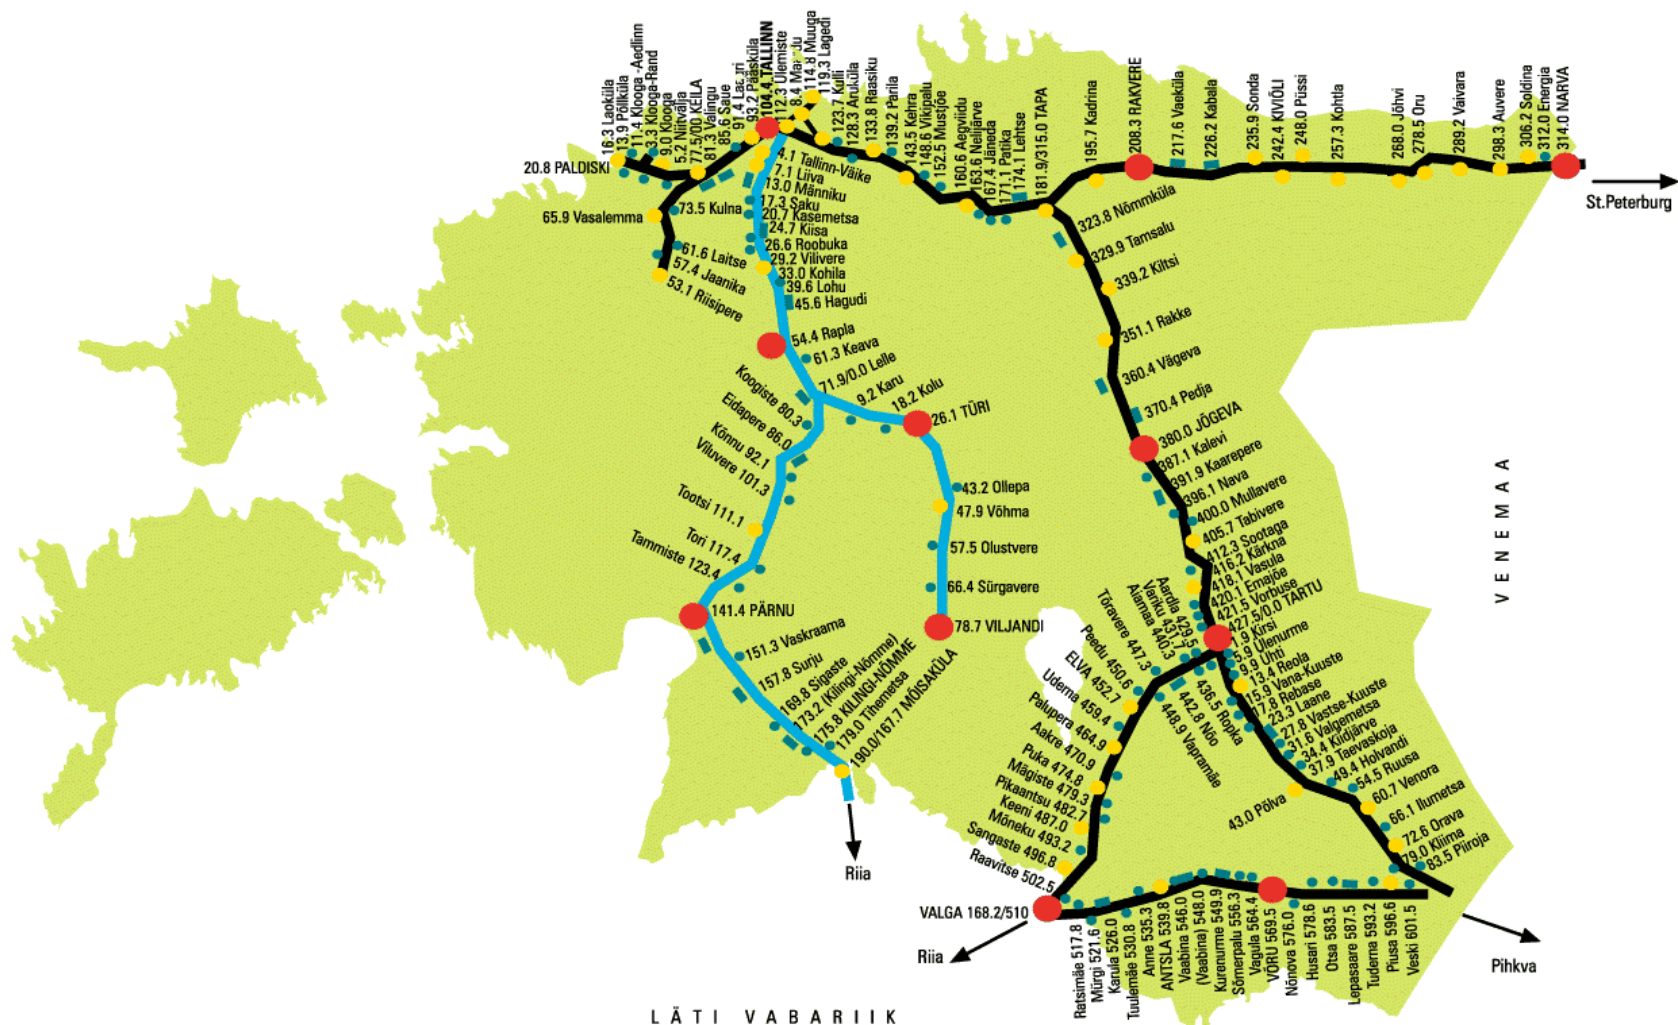 16.3 Laoküla
13.9 Põllküla
11.4 Klooga -Aedlinn
3.3 Klooga-Rand
9.0 Klooga
5.2 Niitvälja
77.5/00 KEILA
81.3 Valingu
85.6 Saue
93.2 Pääsküla
104.4 TALLINN
112.3 Ülemiste
114.8 Muuga
119.3 Lagedi
123.7 Kulli
128.3 Aruküla
133.8 Raasiku
139.2 Parila
143.5 Kehra
148.6 Vikipalu
152.5 Mustjõe
160.6 Aegviidu
163.6 Nelijärve
167.4 Jäneda
171.1 Patika
174.1 Lehtse
181.9/315.0 TAPA
195.7 Kadrina
208.3 RAKVERE
217.6 Vaeküla
226.2 Kabala
235.9 Sonda
242.4 KIVIÕLI
248.0 Püssi
257.3 Kohtla
268.0 Jõhvi
278.5 Oru
289.2 Vaivara
298.3 Auvere
306.2 Soldina
312.0 Energia
314.0 NARVA
St.Peterburg
20.8 PALDISKI
65.9 Vasalemma
73.5 Kulna
61.6 Laitse
57.4 Jaanika
53.1 Riisipere
4.1 Tallinn-Väike
7.1 Liiva
13.0 Männiku
17.3 Saku
20.7 Kasemetsa
24.7 Kiisa
26.6 Roobuka
29.2 Vilivere
33.0 Kohila
39.6 Lohu
45.6 Hagudi
54.4 Rapla
61.3 Keava
71.9/0.0 Lelle
9.2 Karu
18.2 Kolu
26.1 TÜRI
43.2 Ollepa
47.9 Võhma
57.5 Olustvere
66.4 Sürgavere
78.7 VILJANDI
Koogiste 80.3
Eidapere 86.0
Kõnnu 92.1
Viluvere 101.3
Tootsi 111.1
Tori 117.4
Tammiste 123.4
141.4 PÄRNU
151.3 Vaskraama
157.8 Surju
169.8 Sigaste
173.2 (Kilingi-Nõmme)
175.8 KILINGI-NÕMME
179.0 Tihemetsa
190.0/167.7 MÕISAKÜLA
Riia
323.8 Nõmmküla
329.9 Tamsalu
339.2 Kiltsi
351.1 Rakke
360.4 Vägeva
370.4 Pedja
380.0 JÕGEVA
387.1 Kalevi
391.9 Kaarepere
396.1 Nava
400.0 Mullavere
405.7 Tabivere
412.3 Sootaga
416.2 Kärkna
418.1 Vasula
420.1 Emajõe
421.5 Vorbuse
427.5/0.0 TARTU
1.9 Kirsi
5.9 Ülenurme
9.9 Uhti
13.4 Reola
15.9 Vana-Kuuste
17.8 Rebase
23.3 Laane
27.8 Vastse-Kuuste
31.6 Valgemetsa
34.4 Kiidjärve
37.9 Taevaskoja
43.0 Põlva
49.4 Holvandi
54.5 Ruusa
60.7 Venora
66.1 Ilumetsa
72.6 Orava
79.0 Kliima
83.5 Piiroja
Aardla 429.5
Variku 431.
Aiamaa 440.3
Tõravere 447.3
Peedu 450.6
ELVA 452.7
Uderna 459.4
Palupera 464.9
Aakre 470.9
Puka 474.8
Mägiste 479.3
Pikaantsu 482.7
Keeni 487.0
Mõneku 493.2
Sangaste 496.8
Raavitse 502.5
436.5 Ropka
442.8 Nõo
448.9 Vapramäe
VALGA 168.2/510
Riia
Ratsimäe 517.8
Mürgi 521.6
Karula 526.0
Tuulemäe 530.8
Anne 535.3
ANTSLA 539.8
Vaabina 546.0
(Vaabina) 548.0
Kurenurme 549.9
Sõmerpalu 556.3
Vagula 564.4
VÕRU 569.5
Nõnova 576.0
Husari 578.6
Otsa 583.5
Lepasaare 587.5
Tuderna 593.2
Piusa 596.6
Veski 601.5
Pihkva
VENEMAA
LÄTI VABARIIK